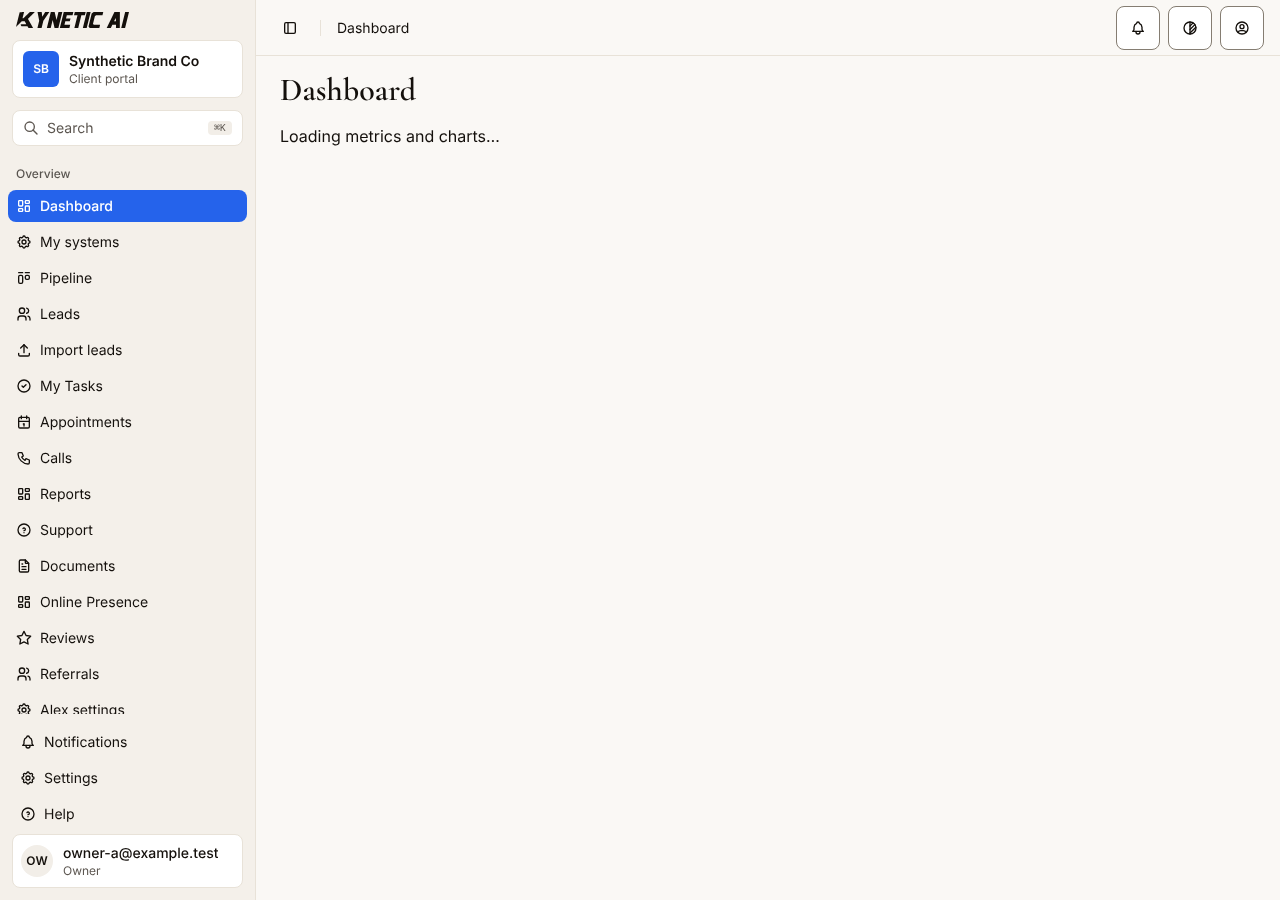 KYNETIC AI
SB
Synthetic Brand Co
Client portal
Search
⌘K
Overview
Dashboard
My systems
Pipeline
Leads
Import leads
My Tasks
Appointments
Calls
Reports
Support
Documents
Online Presence
Reviews
Referrals
Alex settings
Notifications
Settings
Help
OW
owner-a@example.test
Owner
Dashboard
Dashboard
Loading metrics and charts…